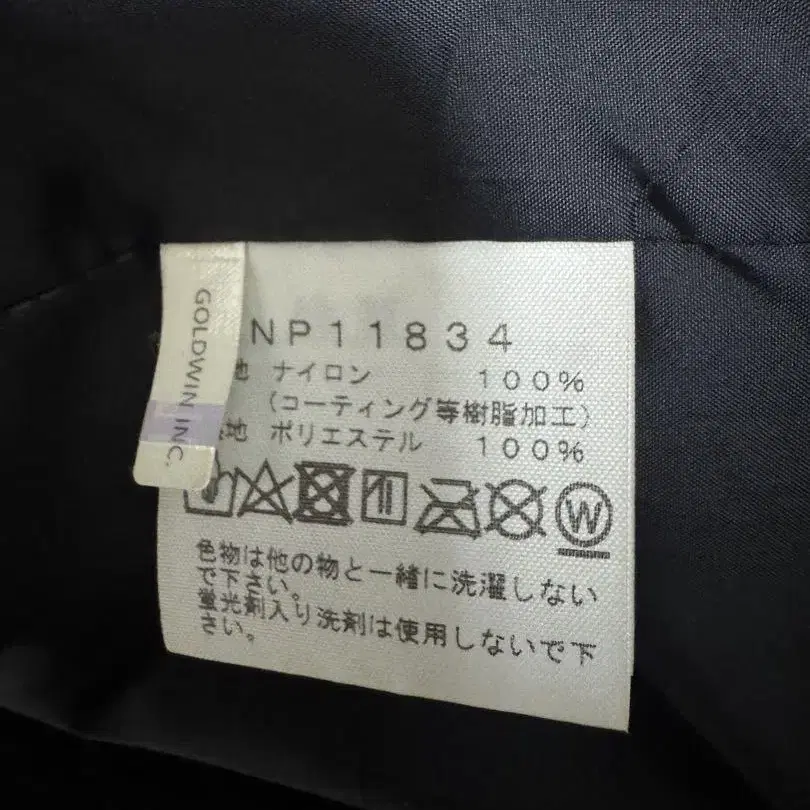 GOLDWIN INC.
NP11834
地 ナイロン 100%
(コーティング等樹脂加工)
地 ポリエステル 100%
W
色物は他の物と一緒に洗濯しない
で下さい。
蛍光剤入り洗剤は使用しないで下
さい。